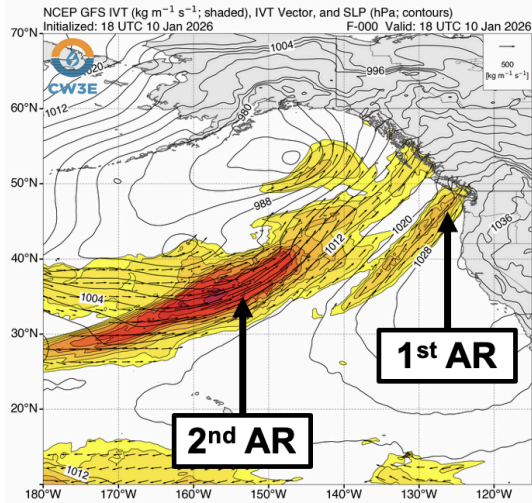 NCEP GFS IVT (kg m⁻¹ s⁻¹; shaded), IVT Vector, and SLP (hPa; contours)
Initialized: 18 UTC 10 Jan 2026 F-000 Valid: 18 UTC 10 Jan 2026
70°N
1004
500
[kg m⁻¹ s⁻¹]
1020
996
CW3E
1012
60°N
980
50°N
988
1020
1036
1012
40°N
1028
1004
30°N
1st AR
20°N
2nd AR
1012
180°W 170°W 160°W 150°W 140°W 130°W 120°W